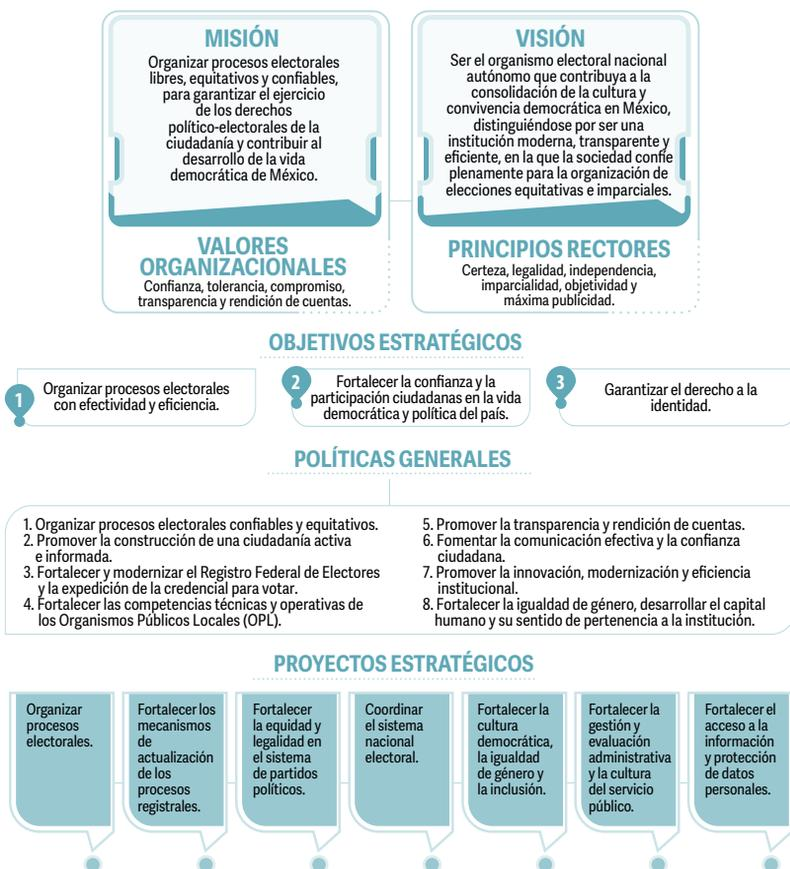 MISIÓN
Organizar procesos electorales
libres, equitativos y confiables,
para garantizar el ejercicio
de los derechos
político-electorales de la
ciudadanía y contribuir al
desarrollo de la vida
democrática de México.
VISIÓN
Ser el organismo electoral nacional
autónomo que contribuya a la
consolidación de la cultura y
convivencia democrática en México,
distinguiéndose por ser una
institución moderna, transparente y
eficiente, en la que la sociedad confíe
plenamente para la organización de
elecciones equitativas e imparciales.
VALORES
ORGANIZACIONALES
Confianza, tolerancia, compromiso,
transparencia y rendición de cuentas.
PRINCIPIOS RECTORES
Certeza, legalidad, independencia,
imparcialidad, objetividad y
máxima publicidad.
OBJETIVOS ESTRATÉGICOS
1
Organizar procesos electorales
con efectividad y eficiencia.
2
Fortalecer la confianza y la
participación ciudadanas en la vida
democrática y política del país.
3
Garantizar el derecho a la
identidad.
POLÍTICAS GENERALES
1. Organizar procesos electorales confiables y equitativos.
2. Promover la construcción de una ciudadanía activa
e informada.
3. Fortalecer y modernizar el Registro Federal de Electores
y la expedición de la credencial para votar.
4. Fortalecer las competencias técnicas y operativas de
los Organismos Públicos Locales (OPL).
5. Promover la transparencia y rendición de cuentas.
6. Fomentar la comunicación efectiva y la confianza
ciudadana.
7. Promover la innovación, modernización y eficiencia
institucional.
8. Fortalecer la igualdad de género, desarrollar el capital
humano y su sentido de pertenencia a la institución.
PROYECTOS ESTRATÉGICOS
Organizar
procesos
electorales.
Fortalecer los
mecanismos
de
actualización
de los
procesos
registrales.
Fortalecer
la equidad y
legalidad en
el sistema
de partidos
políticos.
Coordinar
el sistema
nacional
electoral.
Fortalecer la
cultura
democrática,
la igualdad
de género y
la inclusión.
Fortalecer la
gestión y
evaluación
administrativa
y la cultura
del servicio
público.
Fortalecer el
acceso a la
información
y protección
de datos
personales.